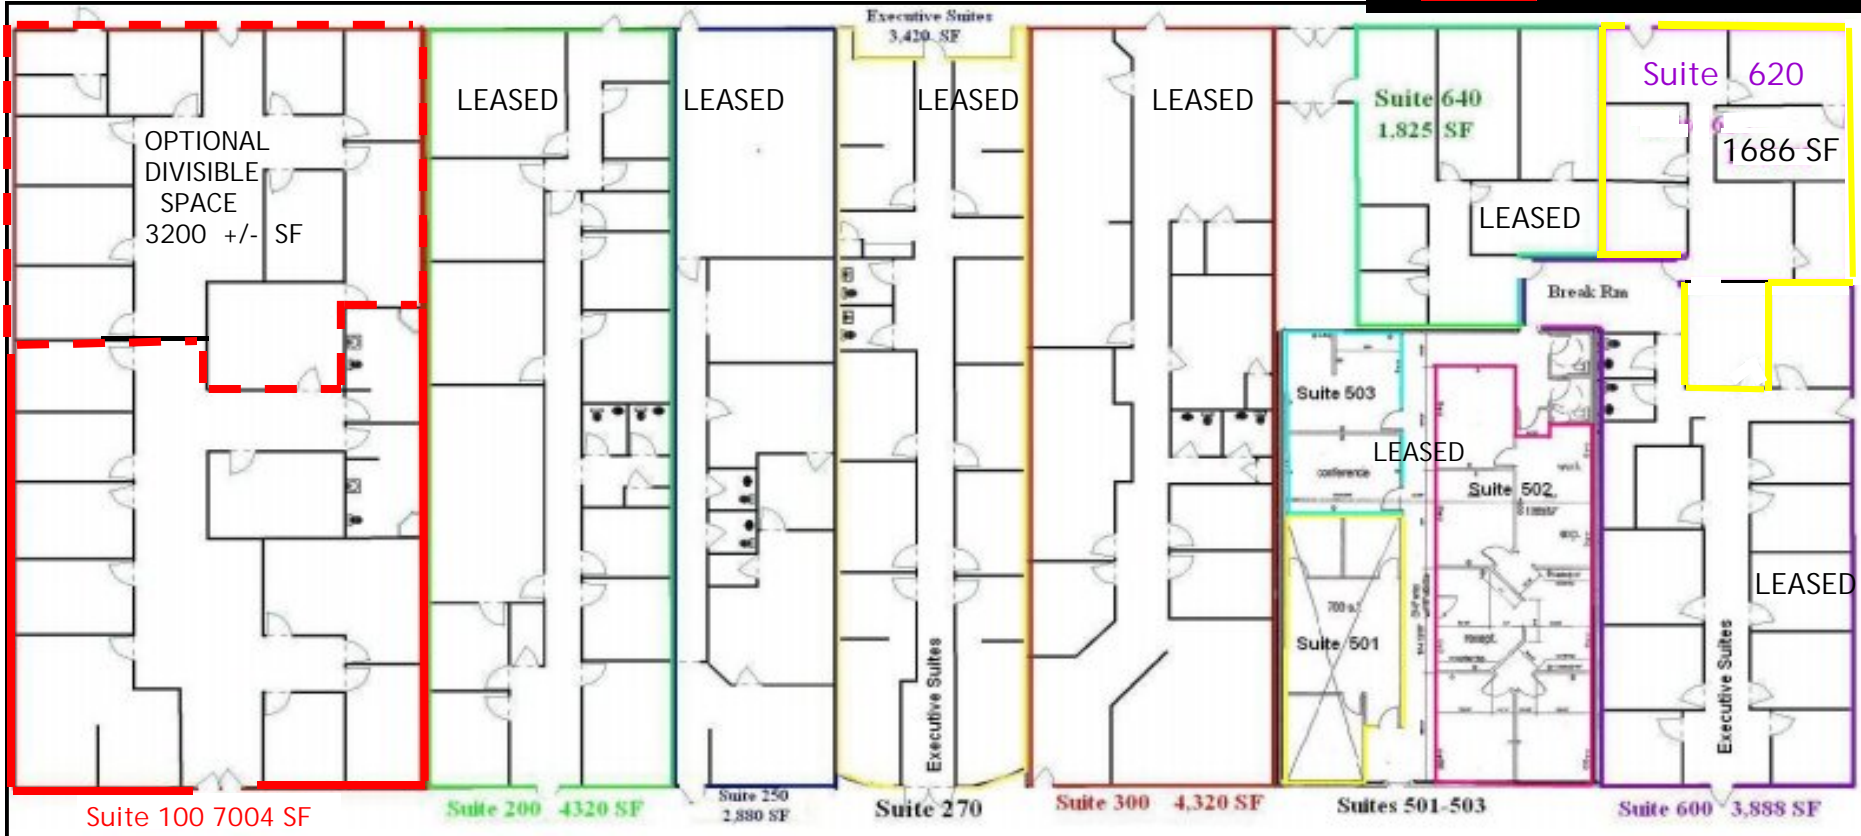 Executive Suites
3,420 SF
Suite 620
LEASED
LEASED
LEASED
LEASED
Suite 640
1,825 SF
OPTIONAL
DIVISIBLE
SPACE
3200 +/- SF
1686 SF
LEASED
Break Rm
Suite 503
LEASED
conference
Suite 502
work
LEASED
700 s.f.
Suite 501
recept.
Executive Suites
Executive Suites
Suite 100 7004 SF
Suite 200 4320 SF
Suite 250
2,880 SF
Suite 270
Suite 300 4,320 SF
Suites 501-503
Suite 600 3,888 SF